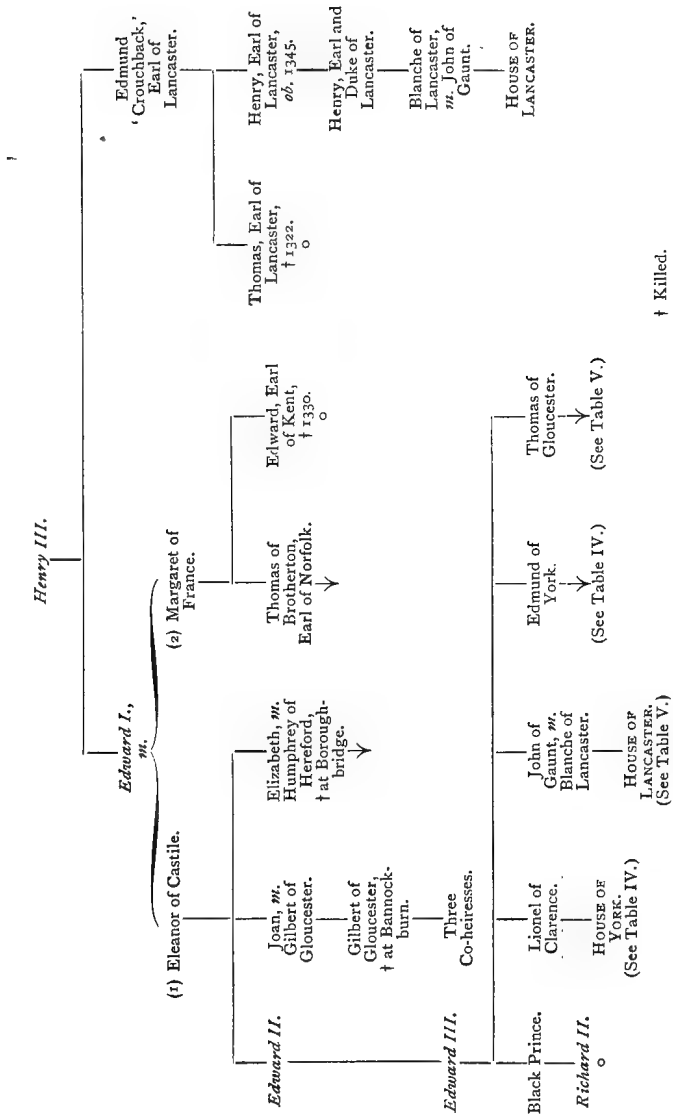 Henry III.
Edward I.,
m.
Edmund
‘Crouchback,’
Earl of
Lancaster.
(1) Eleanor of Castile.
(2) Margaret of
France.
Edward II.
Joan, m.
Gilbert of
Gloucester.
Gilbert of
Gloucester,
† at Bannock-
burn.
Three
Co-heiresses.
Elizabeth, m.
Humphrey of
Hereford,
† at Borough-
bridge.
Thomas of
Brotherton,
Earl of Norfolk.
Edward, Earl
of Kent,
† 1330.
o
Thomas, Earl of
Lancaster,
† 1322.
o
Henry, Earl of
Lancaster,
ob. 1345.
Henry, Earl and
Duke of
Lancaster.
Blanche of
Lancaster,
m. John of
Gaunt.
HOUSE OF
LANCASTER.
Edward III.
Black Prince.
Richard II.
o
Lionel of
Clarence.
HOUSE OF
YORK.
(See Table IV.)
John of
Gaunt, m.
Blanche of
Lancaster.
HOUSE OF
LANCASTER.
(See Table V.)
Edmund of
York.
(See Table IV.)
Thomas of
Gloucester.
(See Table V.)
† Killed.